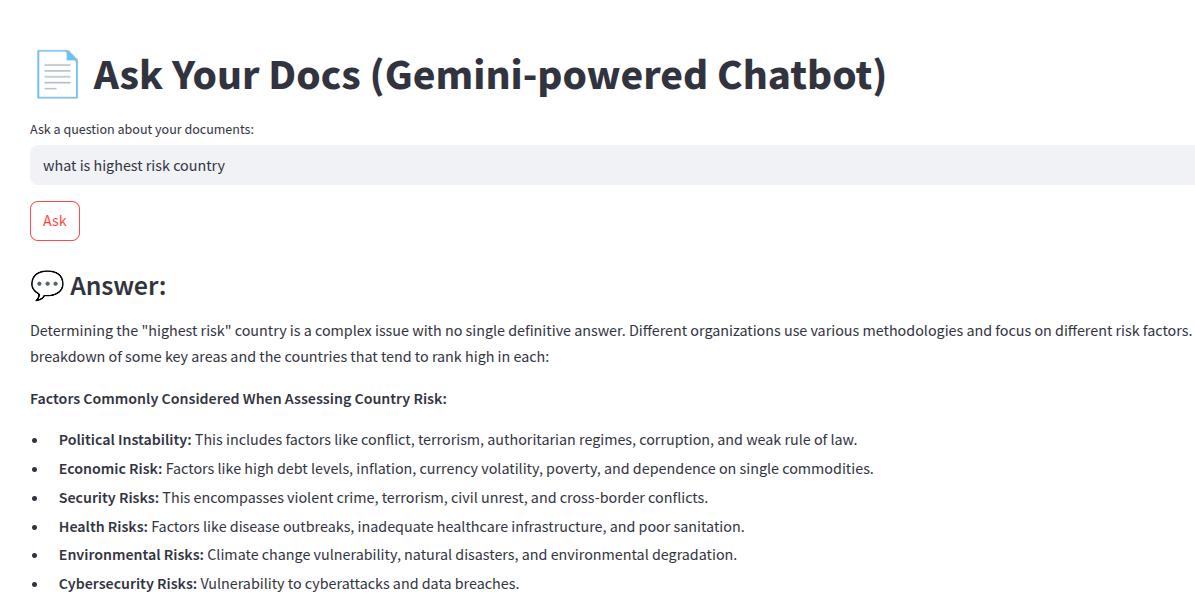 Ask Your Docs (Gemini-powered Chatbot)
Ask a question about your documents:
what is highest risk country
Ask
Answer:
Determining the "highest risk" country is a complex issue with no single definitive answer. Different organizations use various methodologies and focus on different risk factors.
breakdown of some key areas and the countries that tend to rank high in each:
Factors Commonly Considered When Assessing Country Risk:
• Political Instability: This includes factors like conflict, terrorism, authoritarian regimes, corruption, and weak rule of law.
• Economic Risk: Factors like high debt levels, inflation, currency volatility, poverty, and dependence on single commodities.
• Security Risks: This encompasses violent crime, terrorism, civil unrest, and cross-border conflicts.
• Health Risks: Factors like disease outbreaks, inadequate healthcare infrastructure, and poor sanitation.
• Environmental Risks: Climate change vulnerability, natural disasters, and environmental degradation.
• Cybersecurity Risks: Vulnerability to cyberattacks and data breaches.